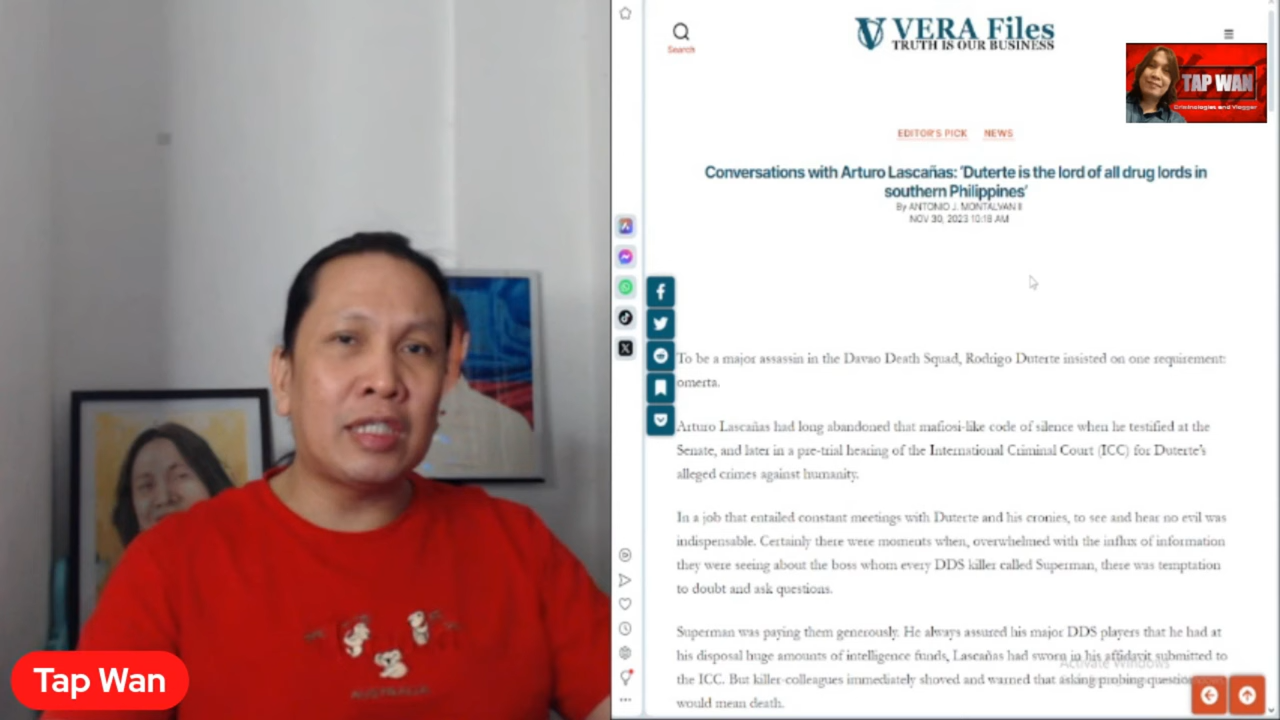 Search
VERA Files
TRUTH IS OUR BUSINESS
TAP WAN
Criminologist and Vlogger
EDITOR'S PICK NEWS
Conversations with Arturo Lascañas: 'Duterte is the lord of all drug lords in
southern Philippines'
By ANTONIO J. MONTALVAN II
NOV 30, 2023 10:18 AM
To be a major assassin in the Davao Death Squad, Rodrigo Duterte insisted on one requirement:
omerta.
Arturo Lascañas had long abandoned that mafiosi-like code of silence when he testified at the
Senate, and later in a pre-trial hearing of the International Criminal Court (ICC) for Duterte's
alleged crimes against humanity.
In a job that entailed constant meetings with Duterte and his cronies, to see and hear no evil was
indispensable. Certainly there were moments when, overwhelmed with the influx of information
they were seeing about the boss whom every DDS killer called Superman, there was temptation
to doubt and ask questions.
Superman was paying them generously. He always assured his major DDS players that he had at
his disposal huge amounts of intelligence funds, Lascañas had sworn in his affidavit submitted to
the ICC. But killer-colleagues immediately shoved and warned that asking probing questions
would mean death.
Activate Windows
AUSTRALIA
Tap Wan